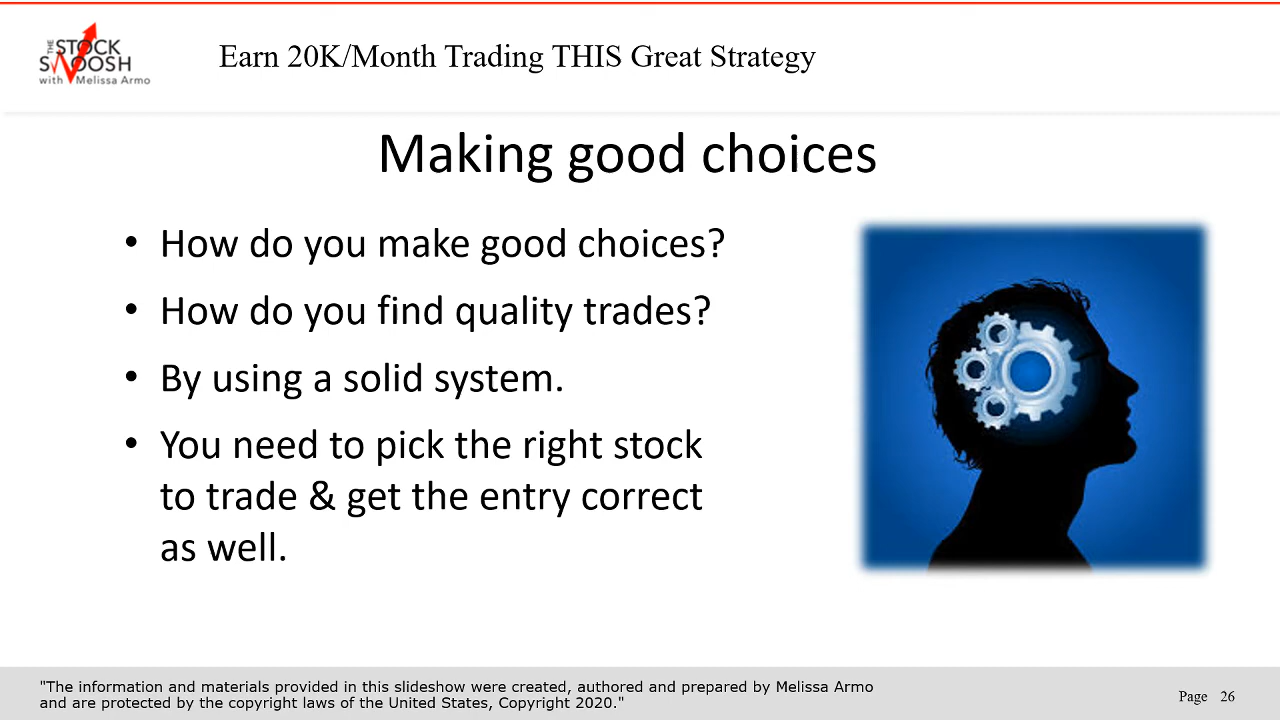 THE
STOCK
SWOOSH
with Melissa Armo
Earn 20K/Month Trading THIS Great Strategy
Making good choices
• How do you make good choices?
• How do you find quality trades?
• By using a solid system.
• You need to pick the right stock
to trade & get the entry correct
as well.
"The information and materials provided in this slideshow were created, authored and prepared by Melissa Armo
and are protected by the copyright laws of the United States, Copyright 2020."
Page 26